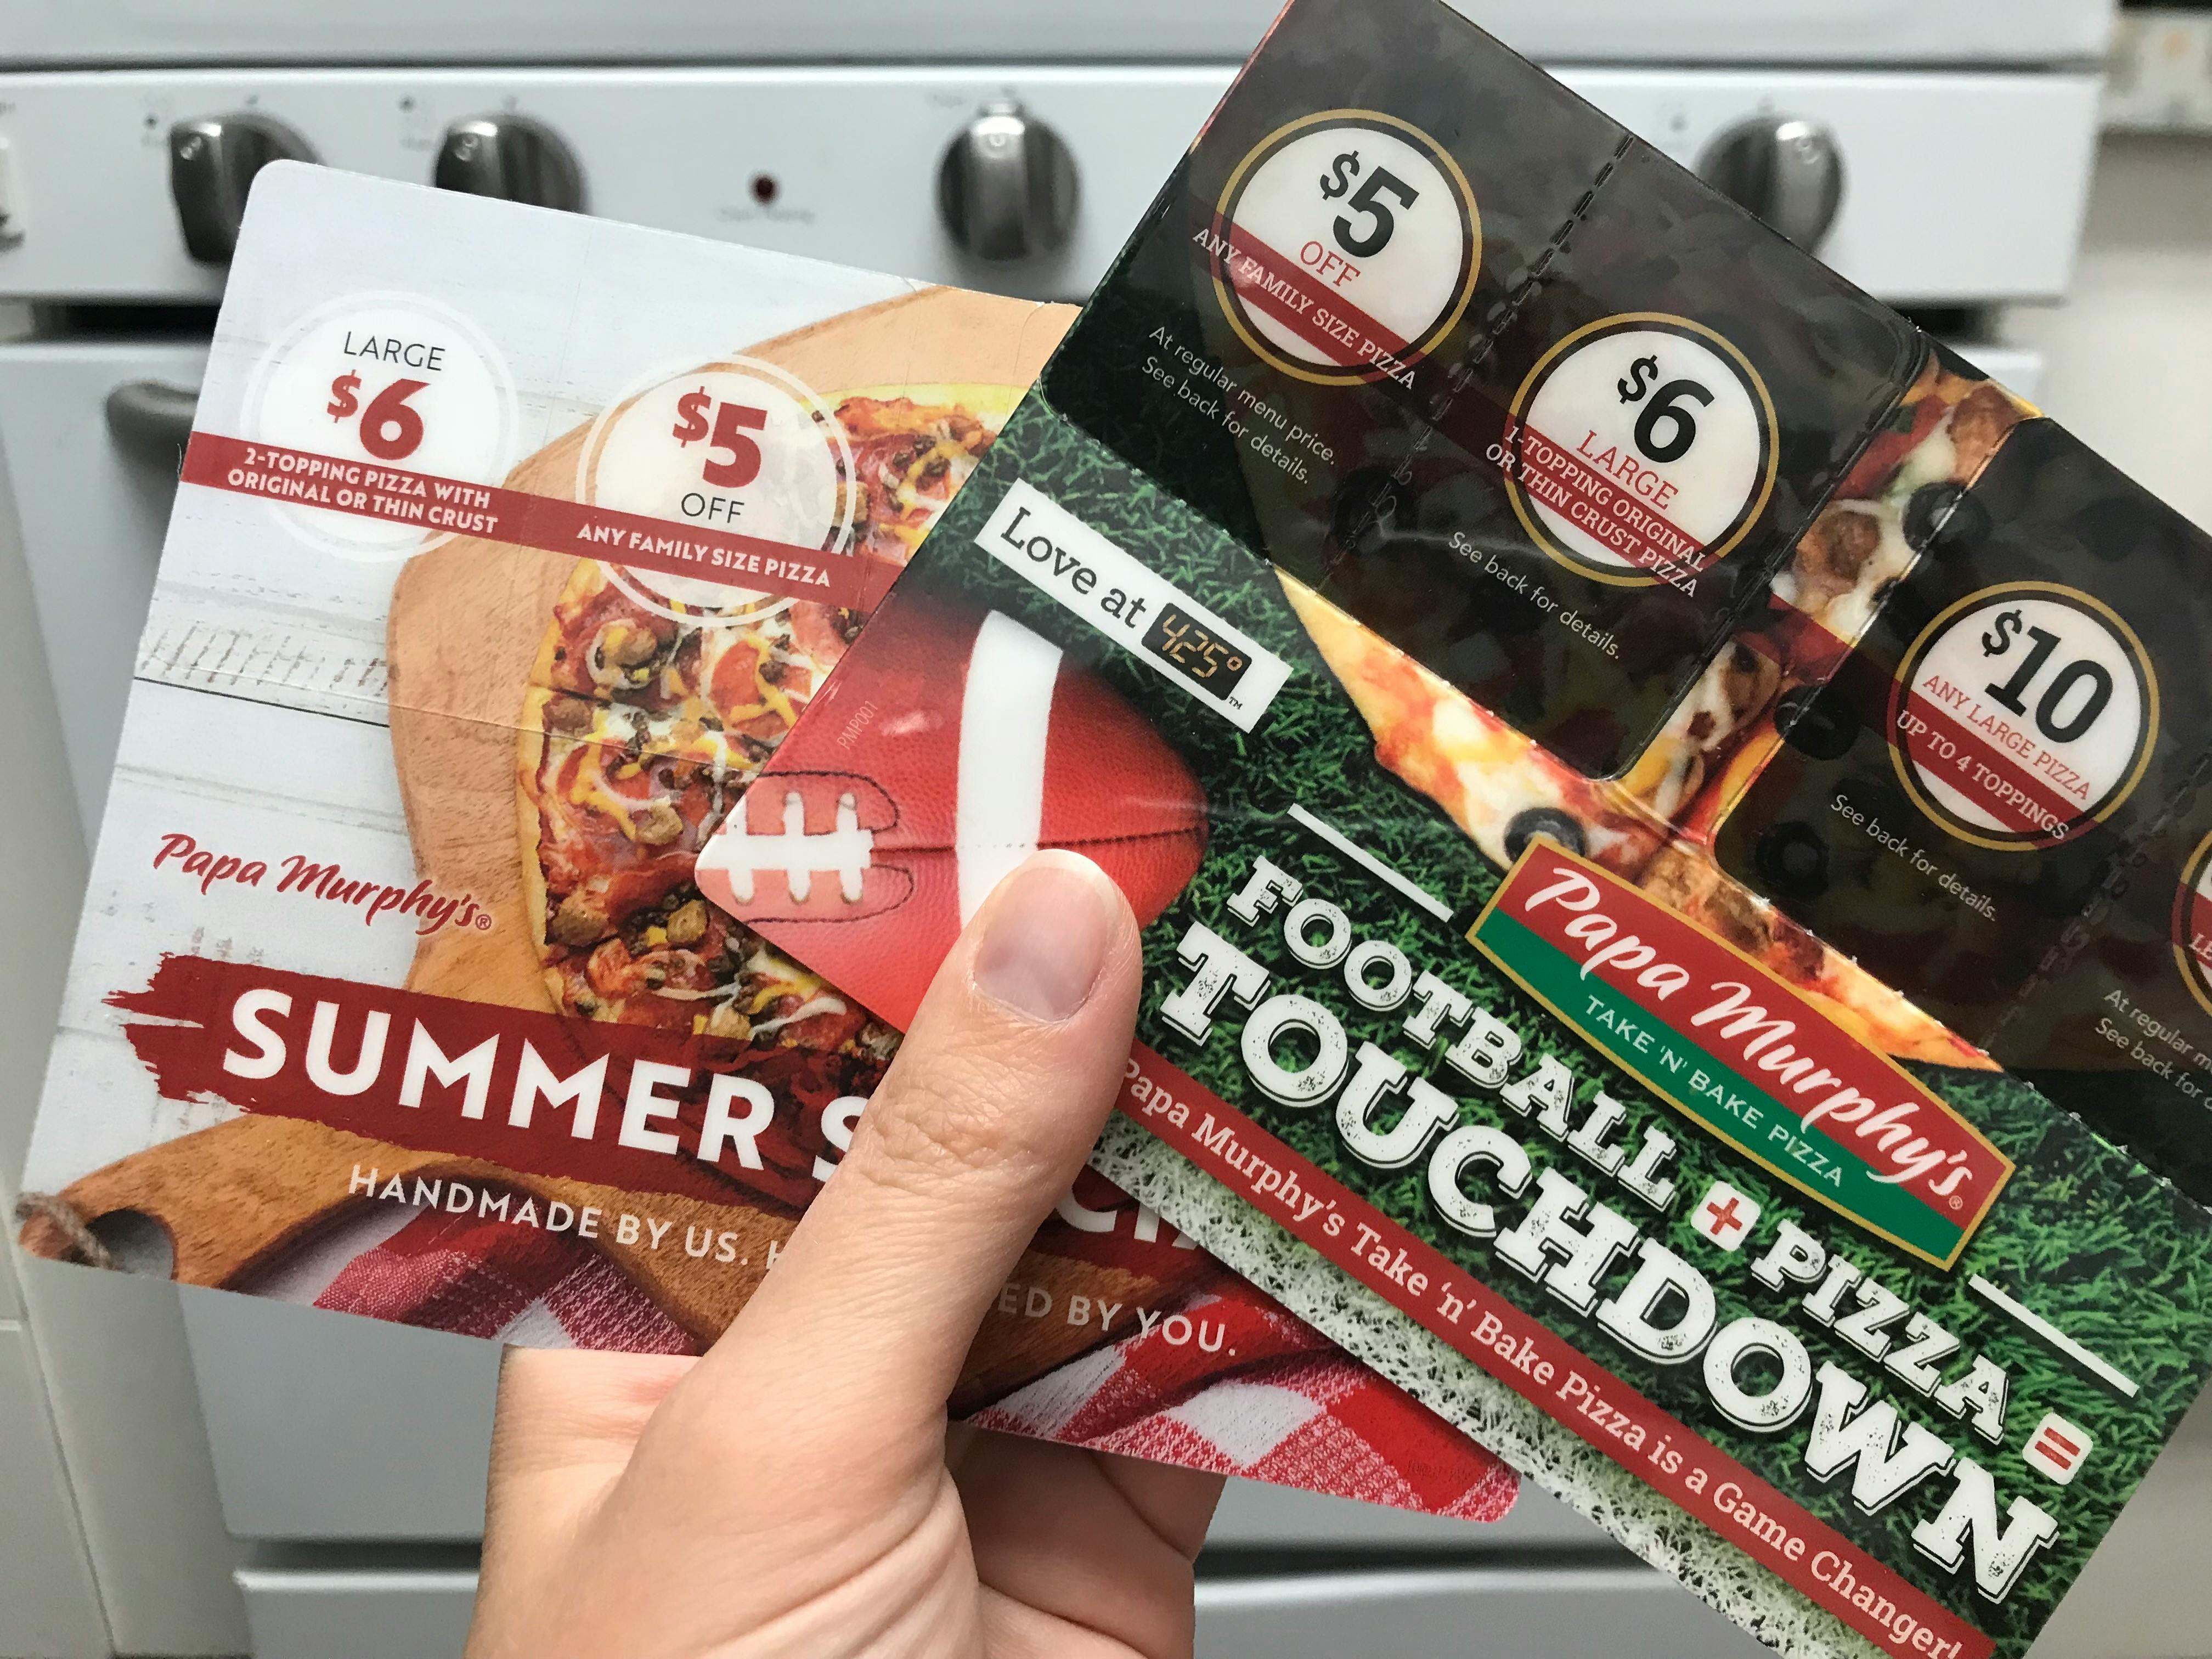 LARGE
$6
2-TOPPING PIZZA WITH
ORIGINAL OR THIN CRUST
$5
OFF
ANY FAMILY SIZE PIZZA
Papa Murphy's®
SUMMER S
HANDMADE BY US. H
ED BY YOU.
$5
OFF
ANY FAMILY SIZE PIZZA
At regular menu price.
See back for details.
$6
LARGE
1-TOPPING ORIGINAL
OR THIN CRUST PIZZA
See back for details.
$10
ANY LARGE PIZZA
UP TO 4 TOPPINGS
See back for details.
At regular m
See back for d
Love at 425°™
PMP001
Papa Murphy's®
TAKE 'N' BAKE PIZZA
FOOTBALL + PIZZA =
TOUCHDOWN
Papa Murphy's Take 'n' Bake Pizza is a Game Changer!